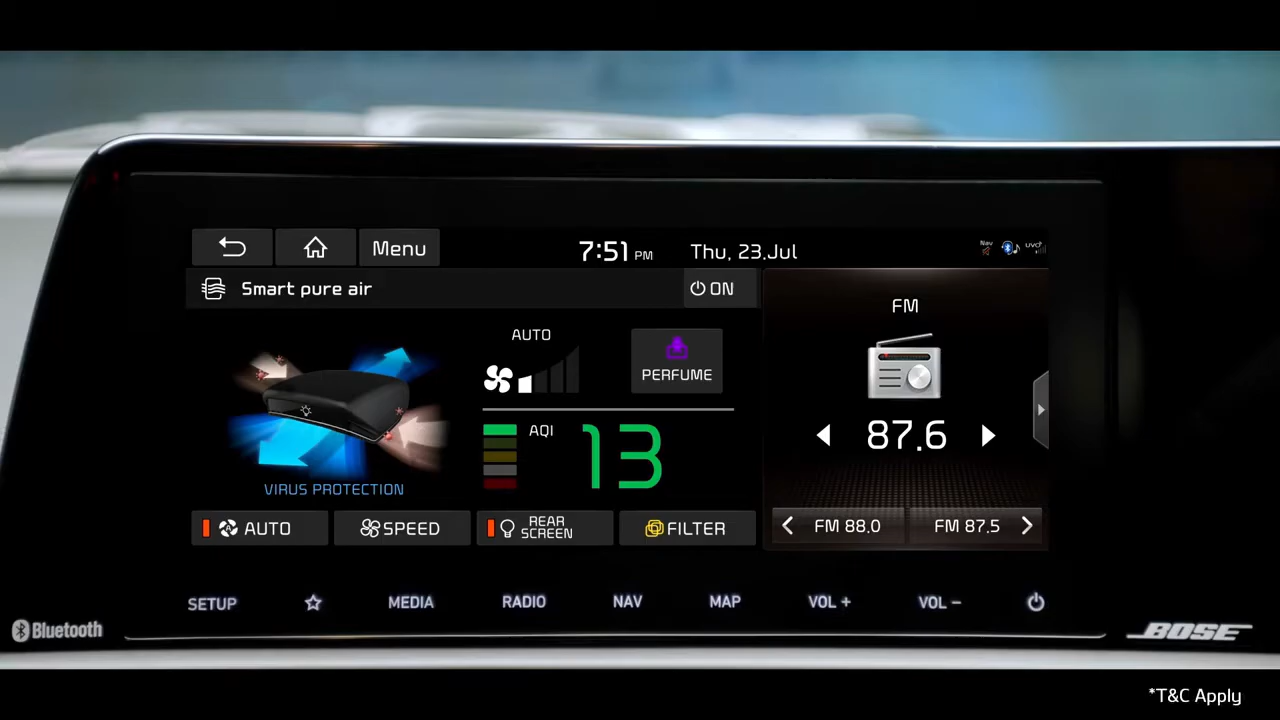 Menu
7:51 PM
Thu, 23.Jul
Nav
UVO
Smart pure air
ON
AUTO
PERFUME
AQI
13
VIRUS PROTECTION
AUTO
SPEED
REAR
SCREEN
FILTER
FM
87.6
FM 88.0
FM 87.5
SETUP
MEDIA
RADIO
NAV
MAP
VOL +
VOL −
Bluetooth
BOSE
*T&C Apply